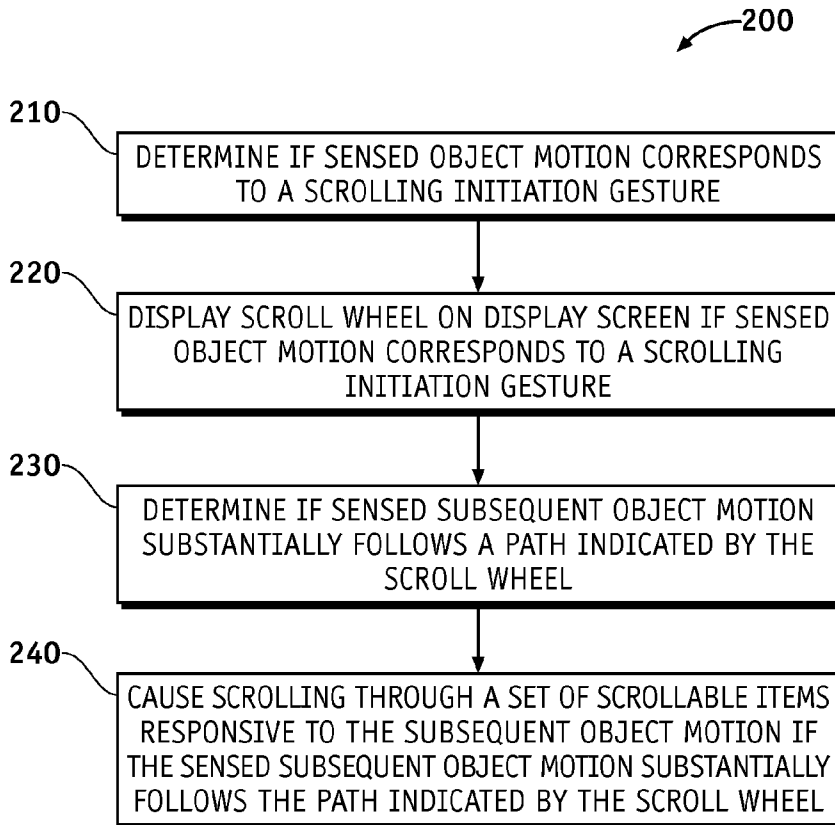 200
210
DETERMINE IF SENSED OBJECT MOTION CORRESPONDS
TO A SCROLLING INITIATION GESTURE
220
DISPLAY SCROLL WHEEL ON DISPLAY SCREEN IF SENSED
OBJECT MOTION CORRESPONDS TO A SCROLLING
INITIATION GESTURE
230
DETERMINE IF SENSED SUBSEQUENT OBJECT MOTION
SUBSTANTIALLY FOLLOWS A PATH INDICATED BY THE
SCROLL WHEEL
240
CAUSE SCROLLING THROUGH A SET OF SCROLLABLE ITEMS
RESPONSIVE TO THE SUBSEQUENT OBJECT MOTION IF
THE SENSED SUBSEQUENT OBJECT MOTION SUBSTANTIALLY
FOLLOWS THE PATH INDICATED BY THE SCROLL WHEEL